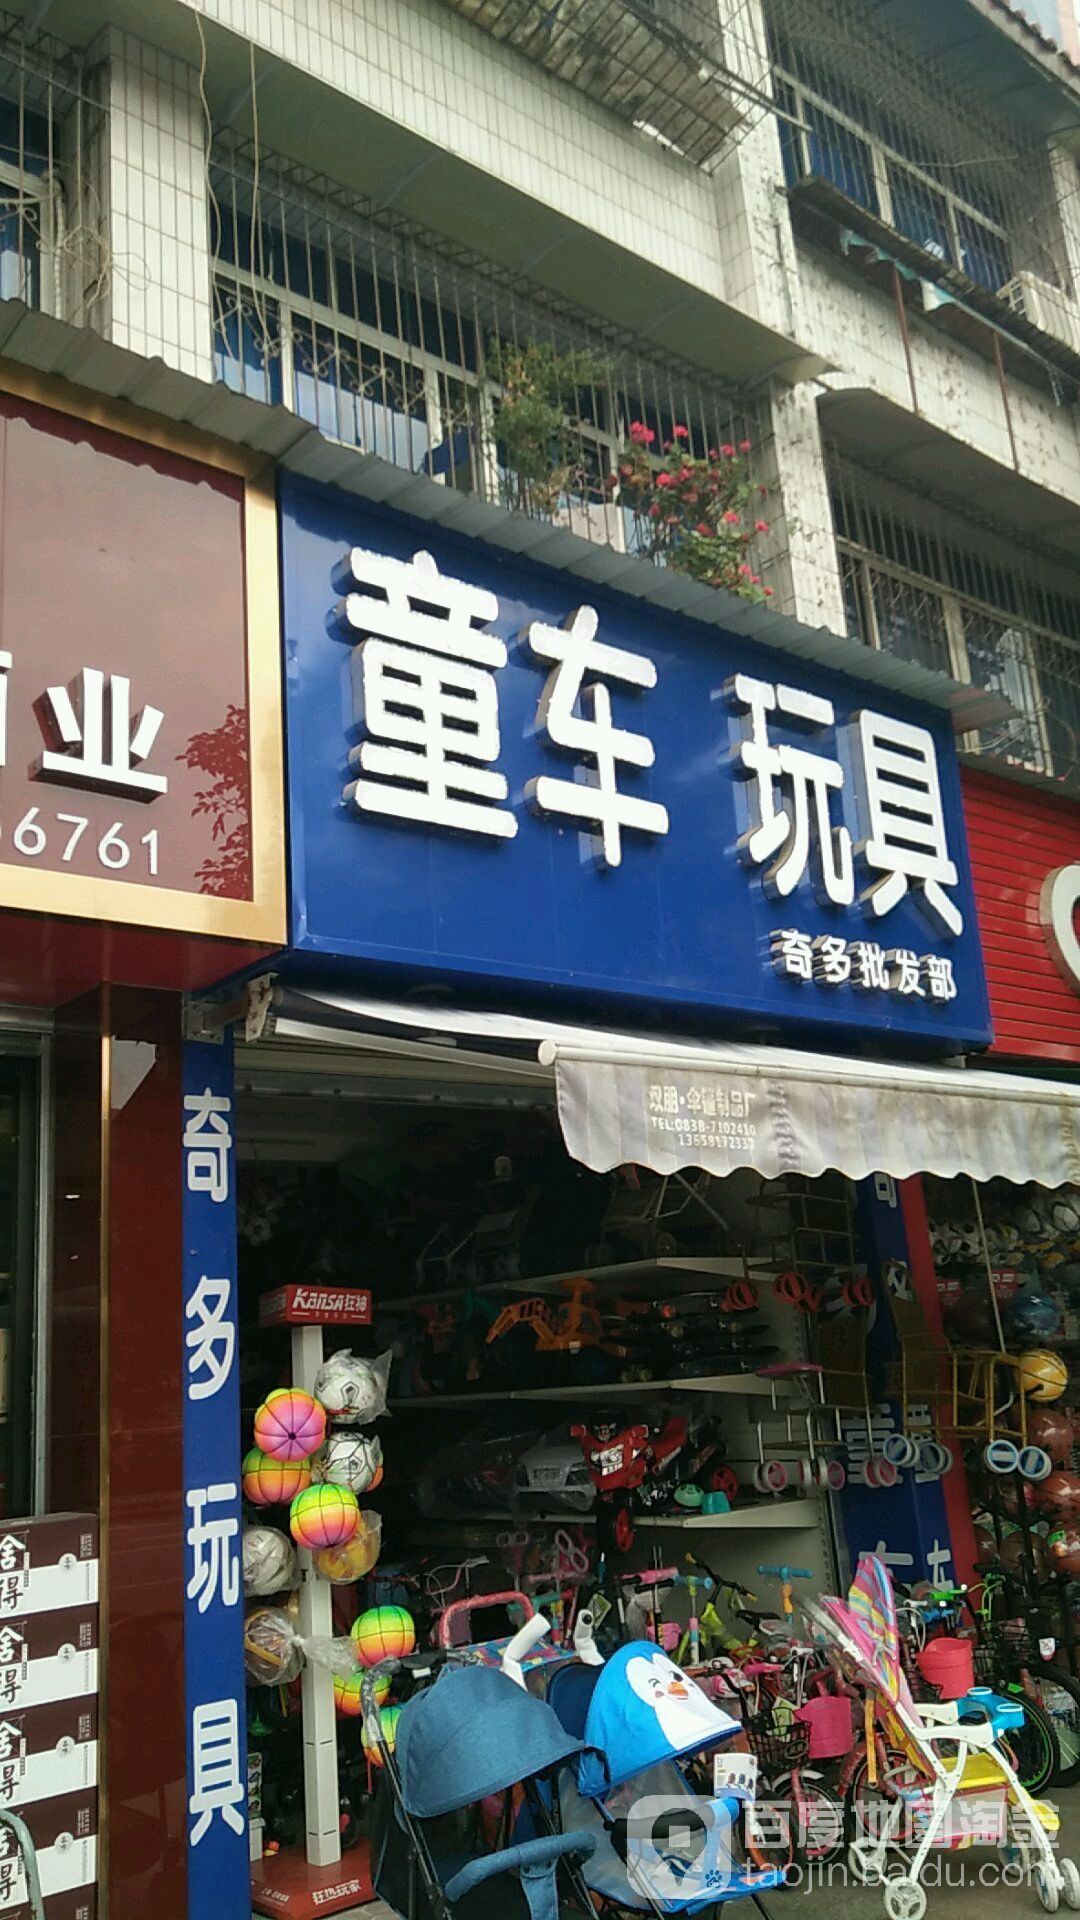 业
6761
童车 玩具
奇多批发部
双朋·伞篷制品厂
TEL:0838-7102410
13658172337
奇多玩具
KANSA狂神
狂热玩家
舍得
舍得
舍得
百度地图淘金
taojin.baidu.com